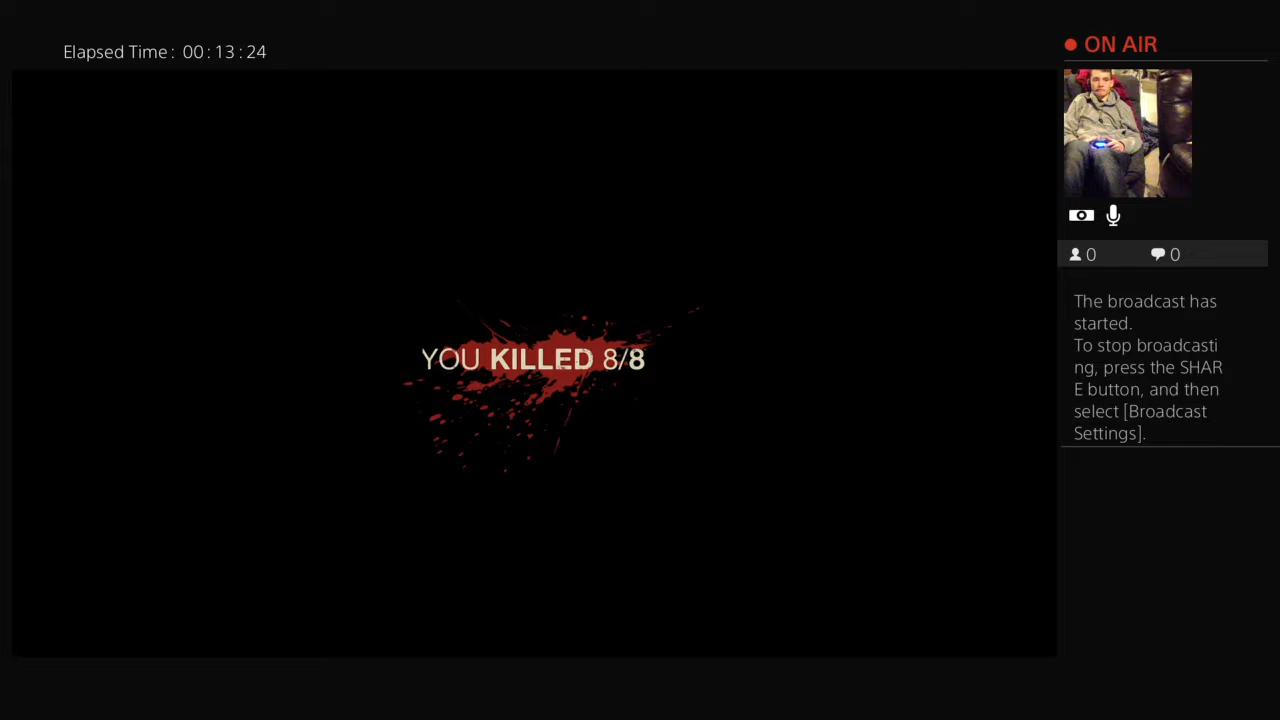 Elapsed Time: 00:13:24
ON AIR
0 0
YOU KILLED 8/8
The broadcast has
started.
To stop broadcasti
ng, press the SHAR
E button, and then
select [Broadcast
Settings].